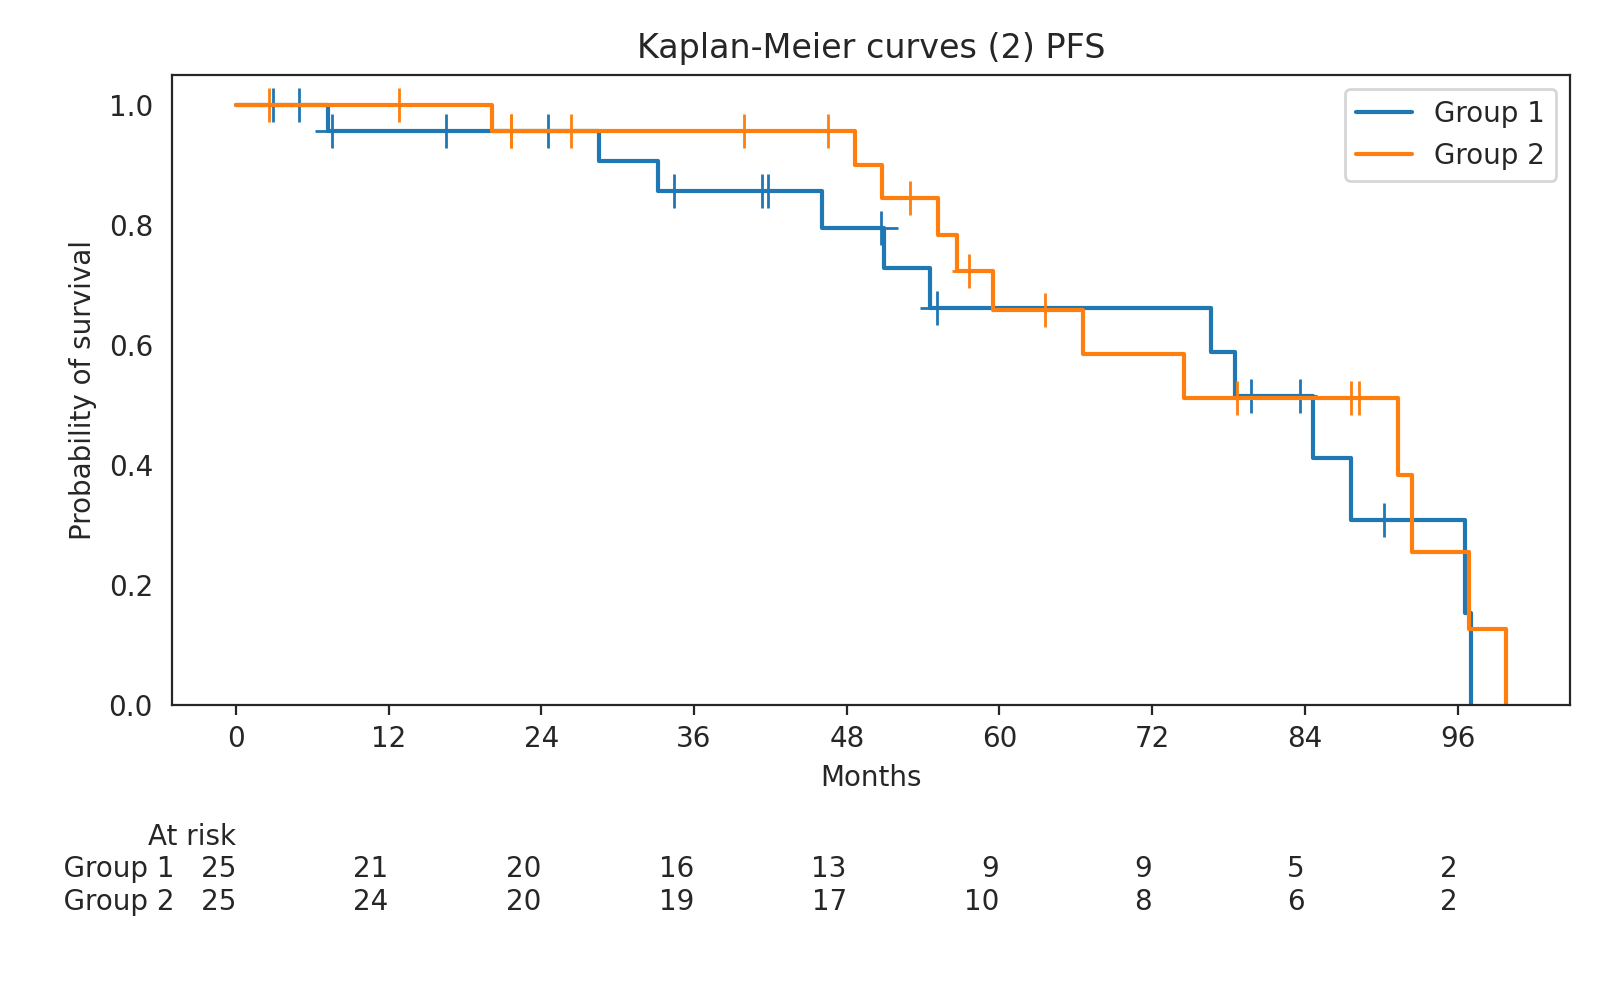 Kaplan-Meier curves (2) PFS
Group 1
Group 2
1.0
0.8
0.6
0.4
0.2
0.0
Probability of survival
0 12 24 36 48 60 72 84 96
Months
At risk
Group 1 25 21 20 16 13 9 9 5 2
Group 2 25 24 20 19 17 10 8 6 2